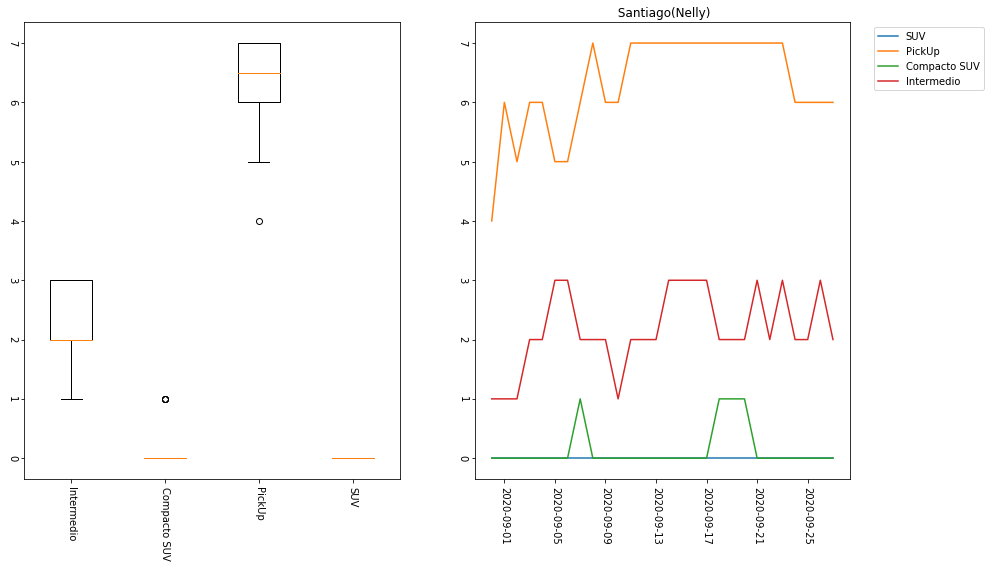 7
6
5
4
3
2
1
0
Intermedio
Compacto SUV
PickUp
SUV
Santiago(Nelly)
7
6
5
4
3
2
1
0
2020-09-01
2020-09-05
2020-09-09
2020-09-13
2020-09-17
2020-09-21
2020-09-25
SUV
PickUp
Compacto SUV
Intermedio